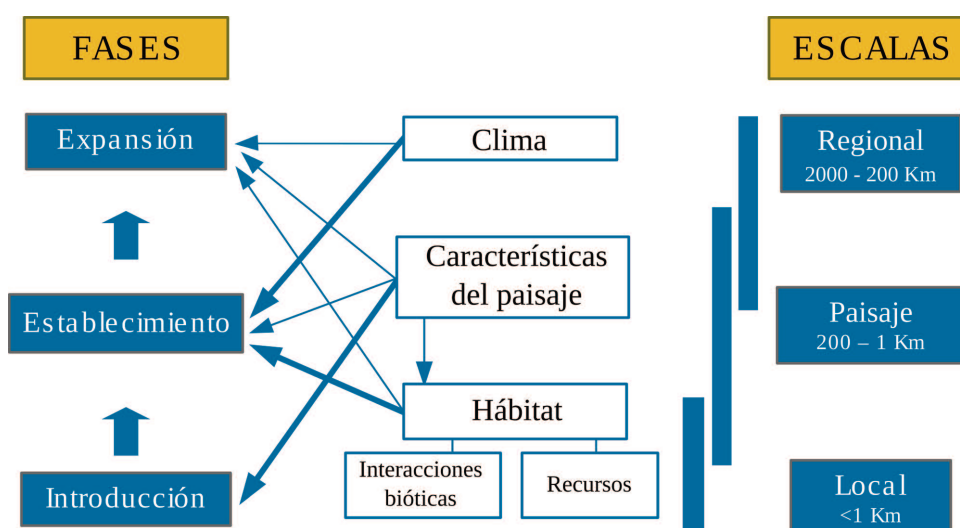 FASES
ESCALAS
Expansión
Clima
Regional
2000 - 200 Km
Características
del paisaje
Establecimiento
Paisaje
200 – 1 Km
Hábitat
Interacciones
bióticas
Recursos
Introducción
Local
<1 Km